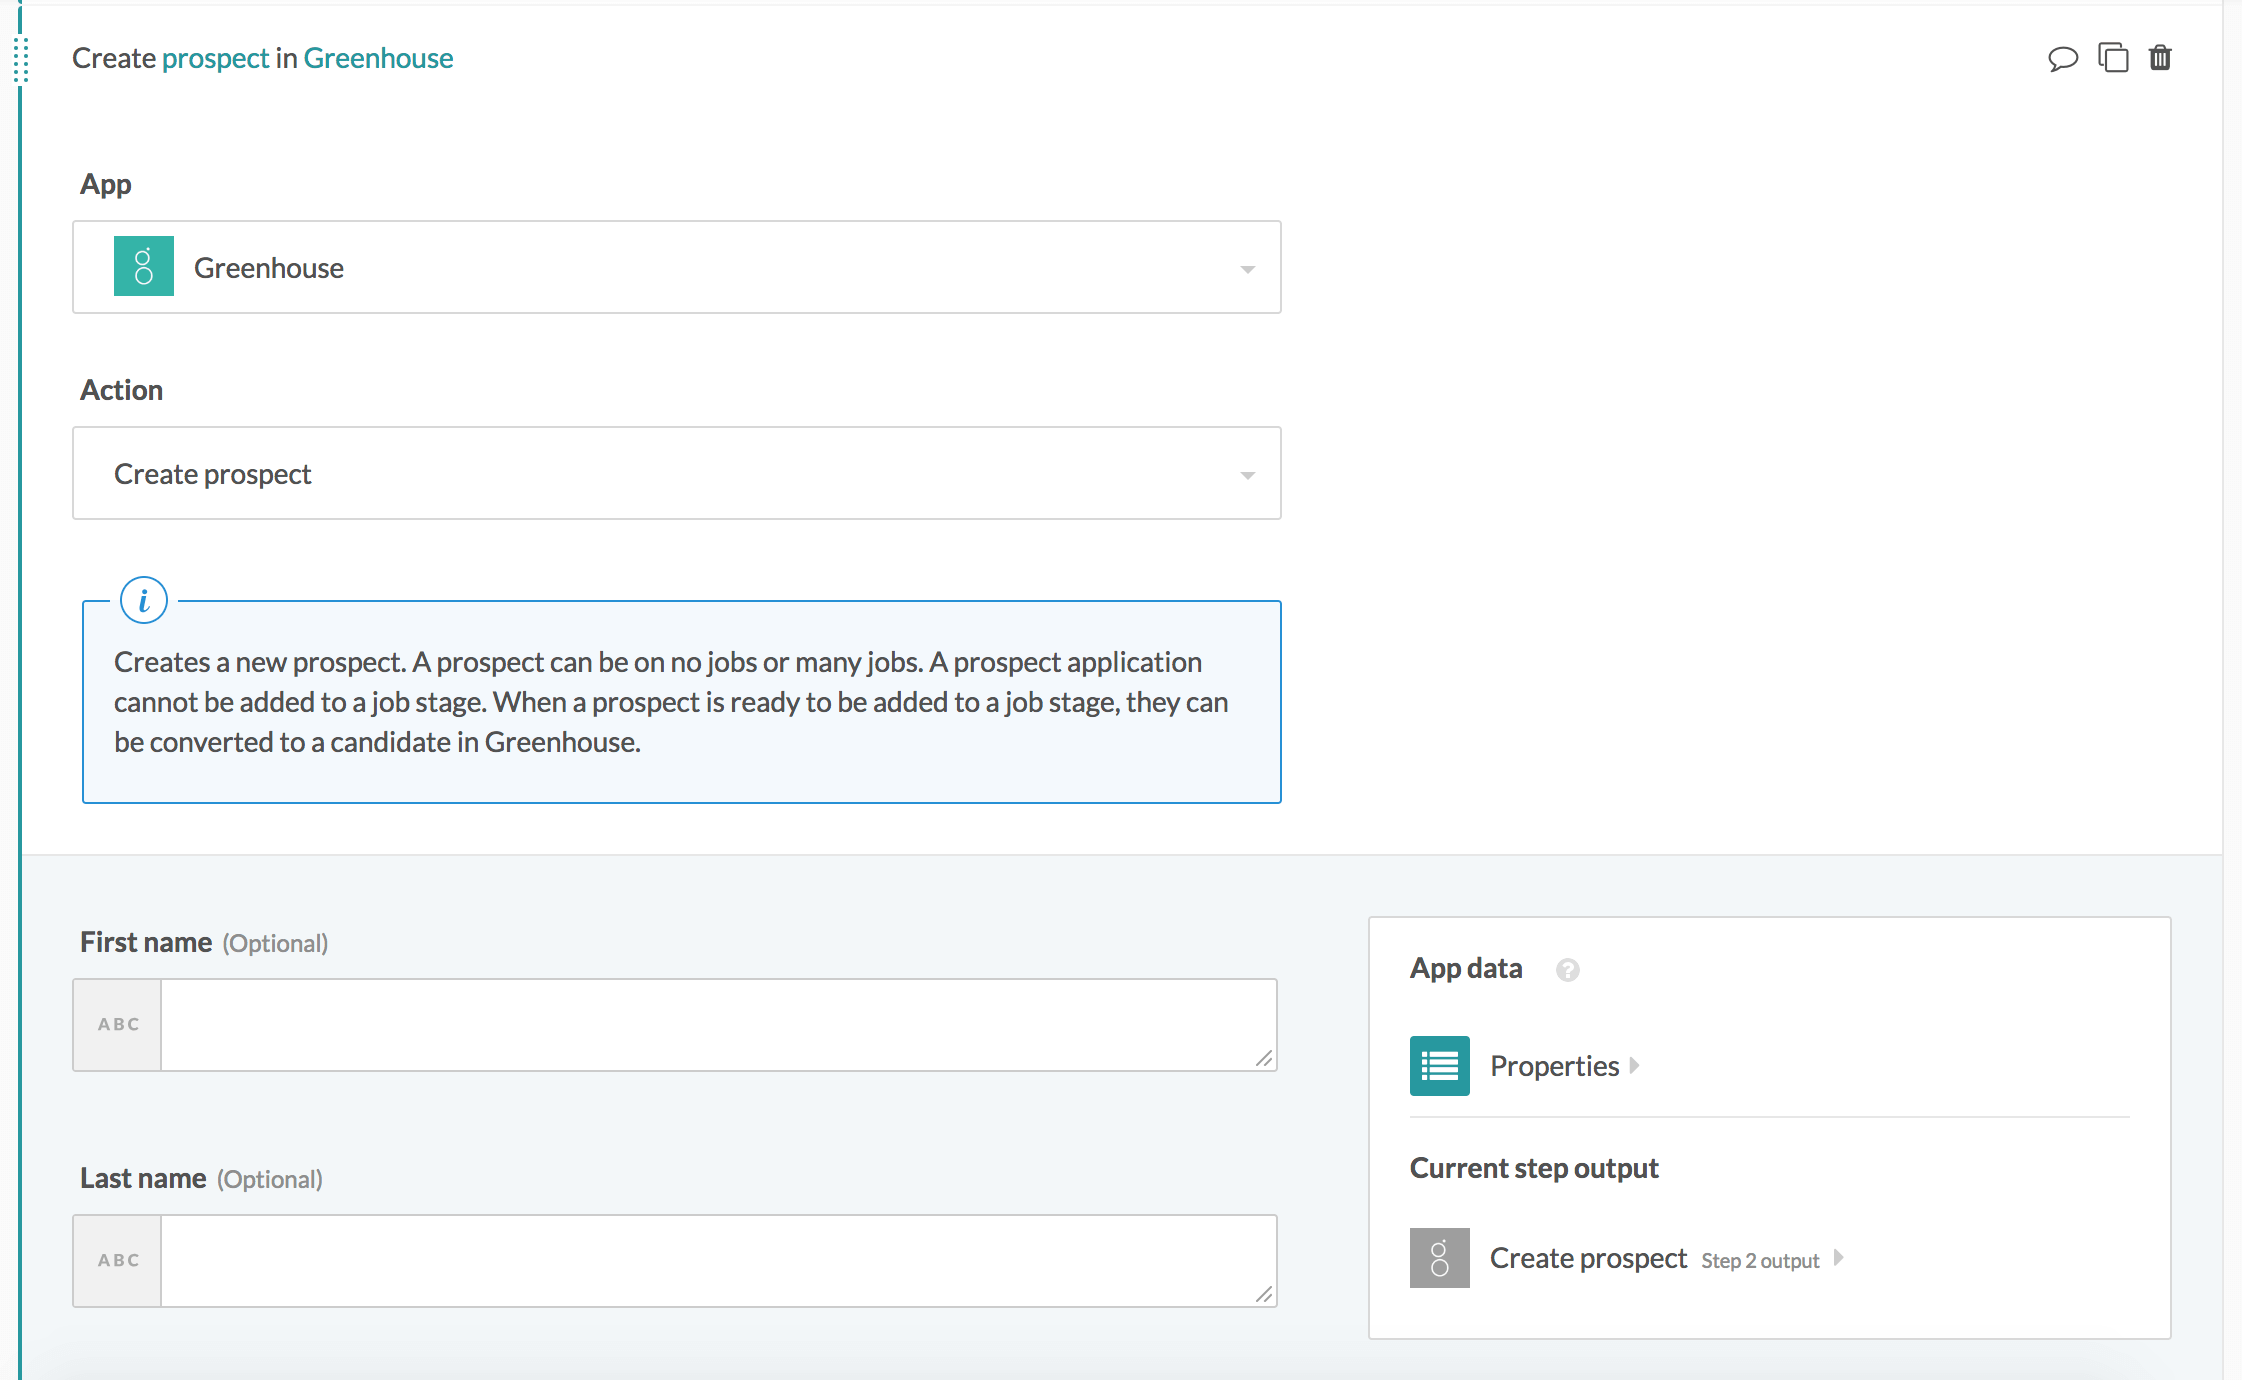 Create prospect in Greenhouse
App
Greenhouse
Action
Create prospect
i
Creates a new prospect. A prospect can be on no jobs or many jobs. A prospect application
cannot be added to a job stage. When a prospect is ready to be added to a job stage, they can
be converted to a candidate in Greenhouse.
First name (Optional)
ABC
Last name (Optional)
ABC
App data ?
Properties
Current step output
Create prospect Step 2 output